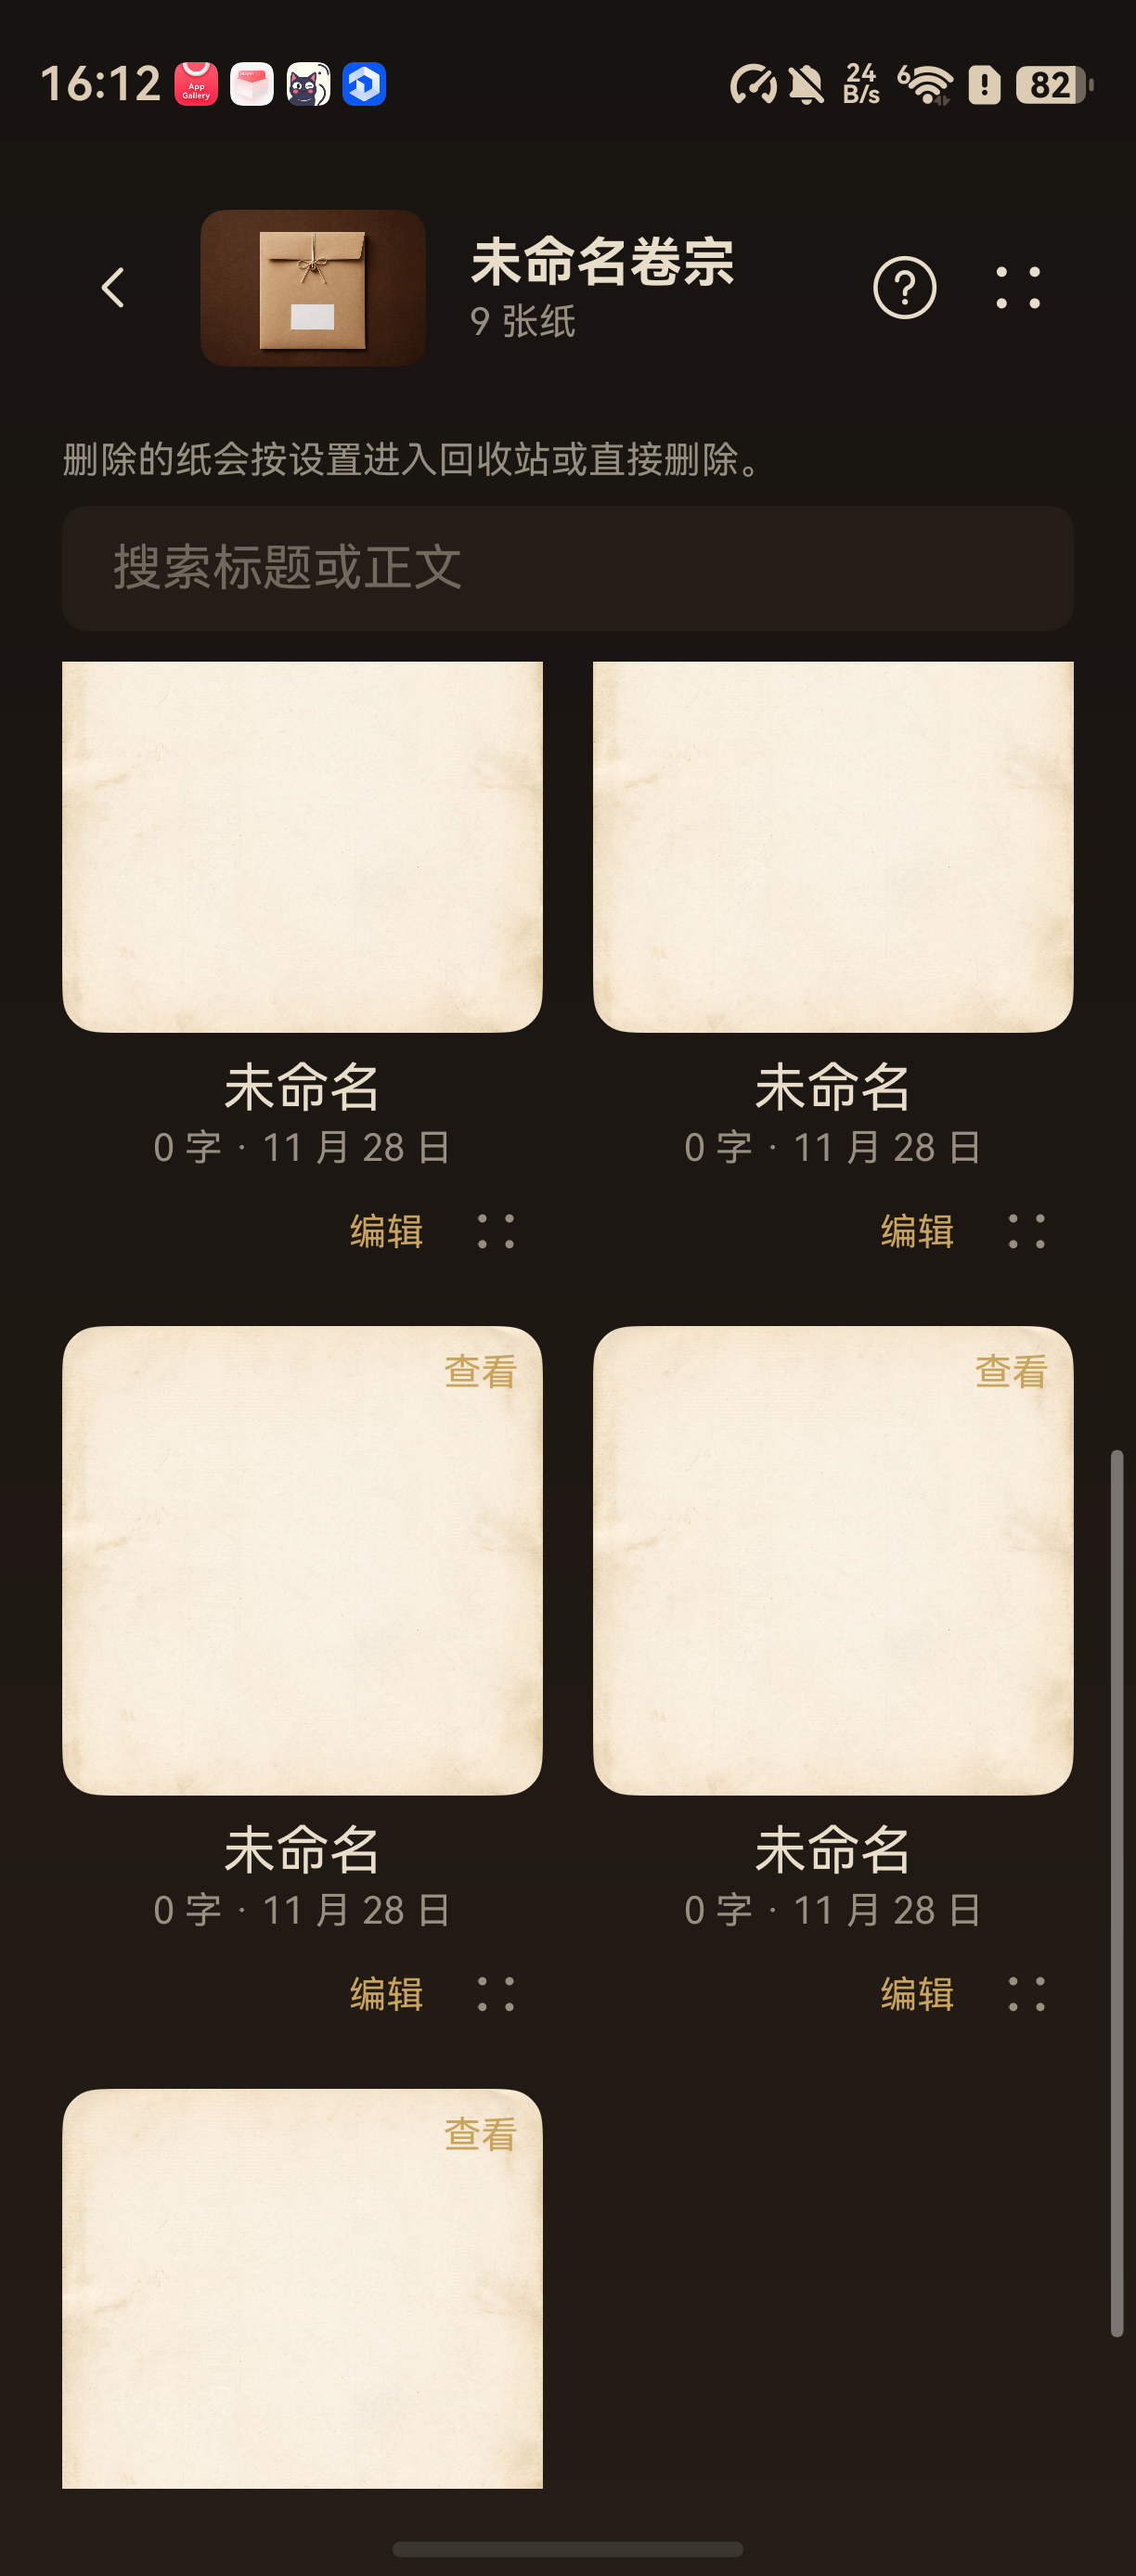 16:12
App
Gallery
24
B/s
6
82
未命名卷宗
9 张纸
删除的纸会按设置进入回收站或直接删除。
搜索标题或正文
未命名
未命名
0 字 · 11 月 28 日
0 字 · 11 月 28 日
编辑
编辑
查看
查看
未命名
未命名
0 字 · 11 月 28 日
0 字 · 11 月 28 日
编辑
编辑
查看